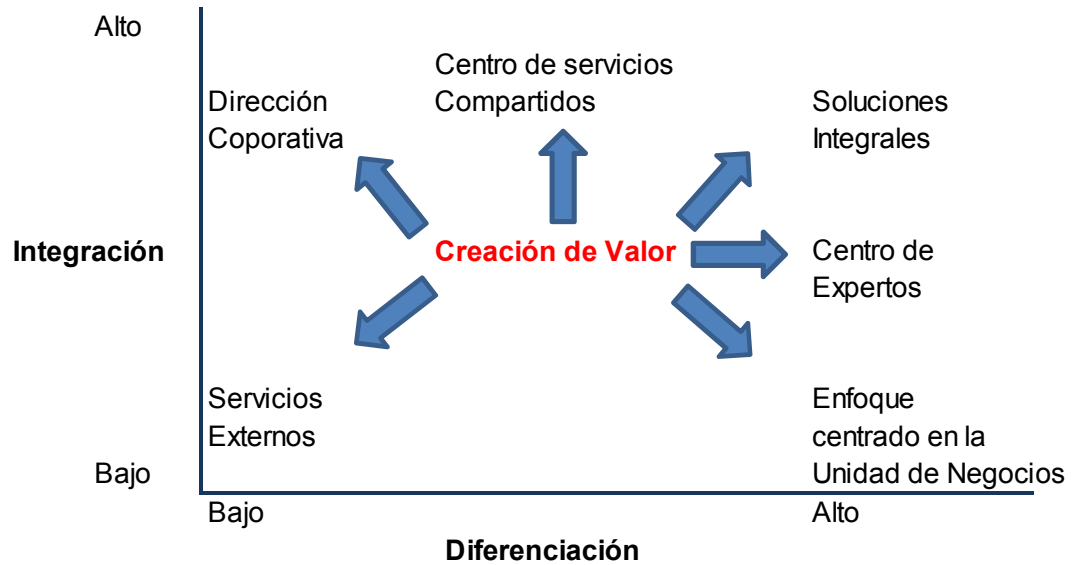 Alto
Centro de servicios
Compartidos
Dirección
Coporativa
Soluciones
Integrales
Integración
Creación de Valor
Centro de
Expertos
Servicios
Externos
Enfoque
centrado en la
Unidad de Negocios
Bajo
Bajo
Alto
Diferenciación